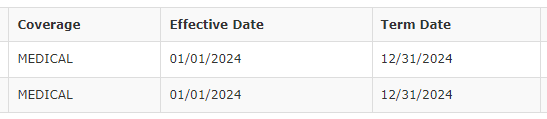 Coverage Effective Date Term Date
MEDICAL 01/01/2024 12/31/2024
MEDICAL 01/01/2024 12/31/2024